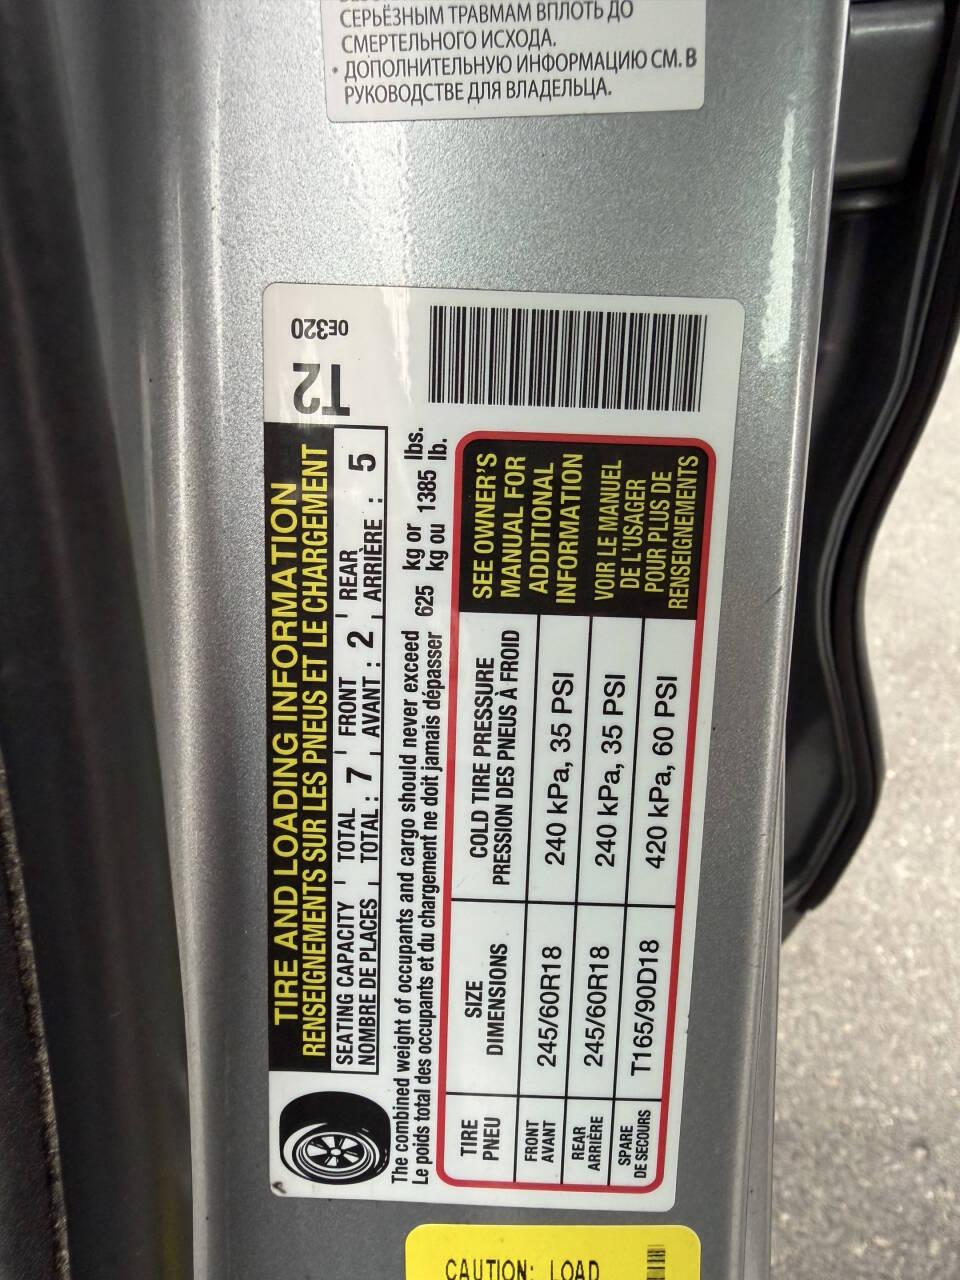 СЕРЬЁЗНЫМ ТРАВМАМ ВПЛОТЬ ДО
СМЕРТЕЛЬНОГО ИСХОДА.
• ДОПОЛНИТЕЛЬНУЮ ИНФОРМАЦИЮ СМ. В
РУКОВОДСТВЕ ДЛЯ ВЛАДЕЛЬЦА.
TIRE AND LOADING INFORMATION
RENSEIGNEMENTS SUR LES PNEUS ET LE CHARGEMENT
T2 0E320
SEATING CAPACITY TOTAL 7 FRONT 2 REAR 5
NOMBRE DE PLACES TOTAL : AVANT : ARRIÈRE :
The combined weight of occupants and cargo should never exceed 625 kg or 1385 lbs.
Le poids total des occupants et du chargement ne doit jamais dépasser kg ou lb.
TIRE SIZE COLD TIRE PRESSURE
PNEU DIMENSIONS PRESSION DES PNEUS À FROID
FRONT 245/60R18 240 kPa, 35 PSI
AVANT
REAR 245/60R18 240 kPa, 35 PSI
ARRIÈRE
SPARE T165/90D18 420 kPa, 60 PSI
DE SECOURS
SEE OWNER'S
MANUAL FOR
ADDITIONAL
INFORMATION
VOIR LE MANUEL
DE L'USAGER
POUR PLUS DE
RENSEIGNEMENTS
CAUTION: LOAD